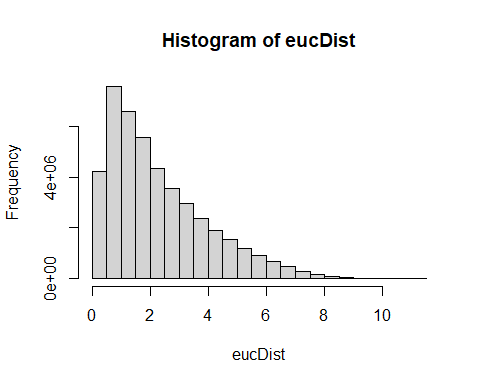 Histogram of eucDist
Frequency
4e+06
0e+00
0 2 4 6 8 10
eucDist